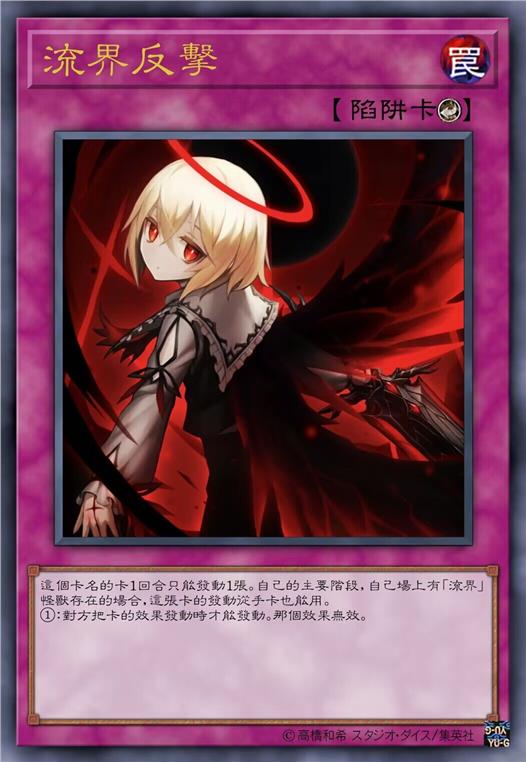 流界反擊
罠
【陷阱卡】
這個卡名的卡1回合只能發動1張。自己的主要階段,自己場上有「流界」
怪獸存在的場合,這張卡的發動從手卡也能用。
①:對方把卡的效果發動時才能發動。那個效果無效。
©高橋和希 スタジオ・ダイス/集英社